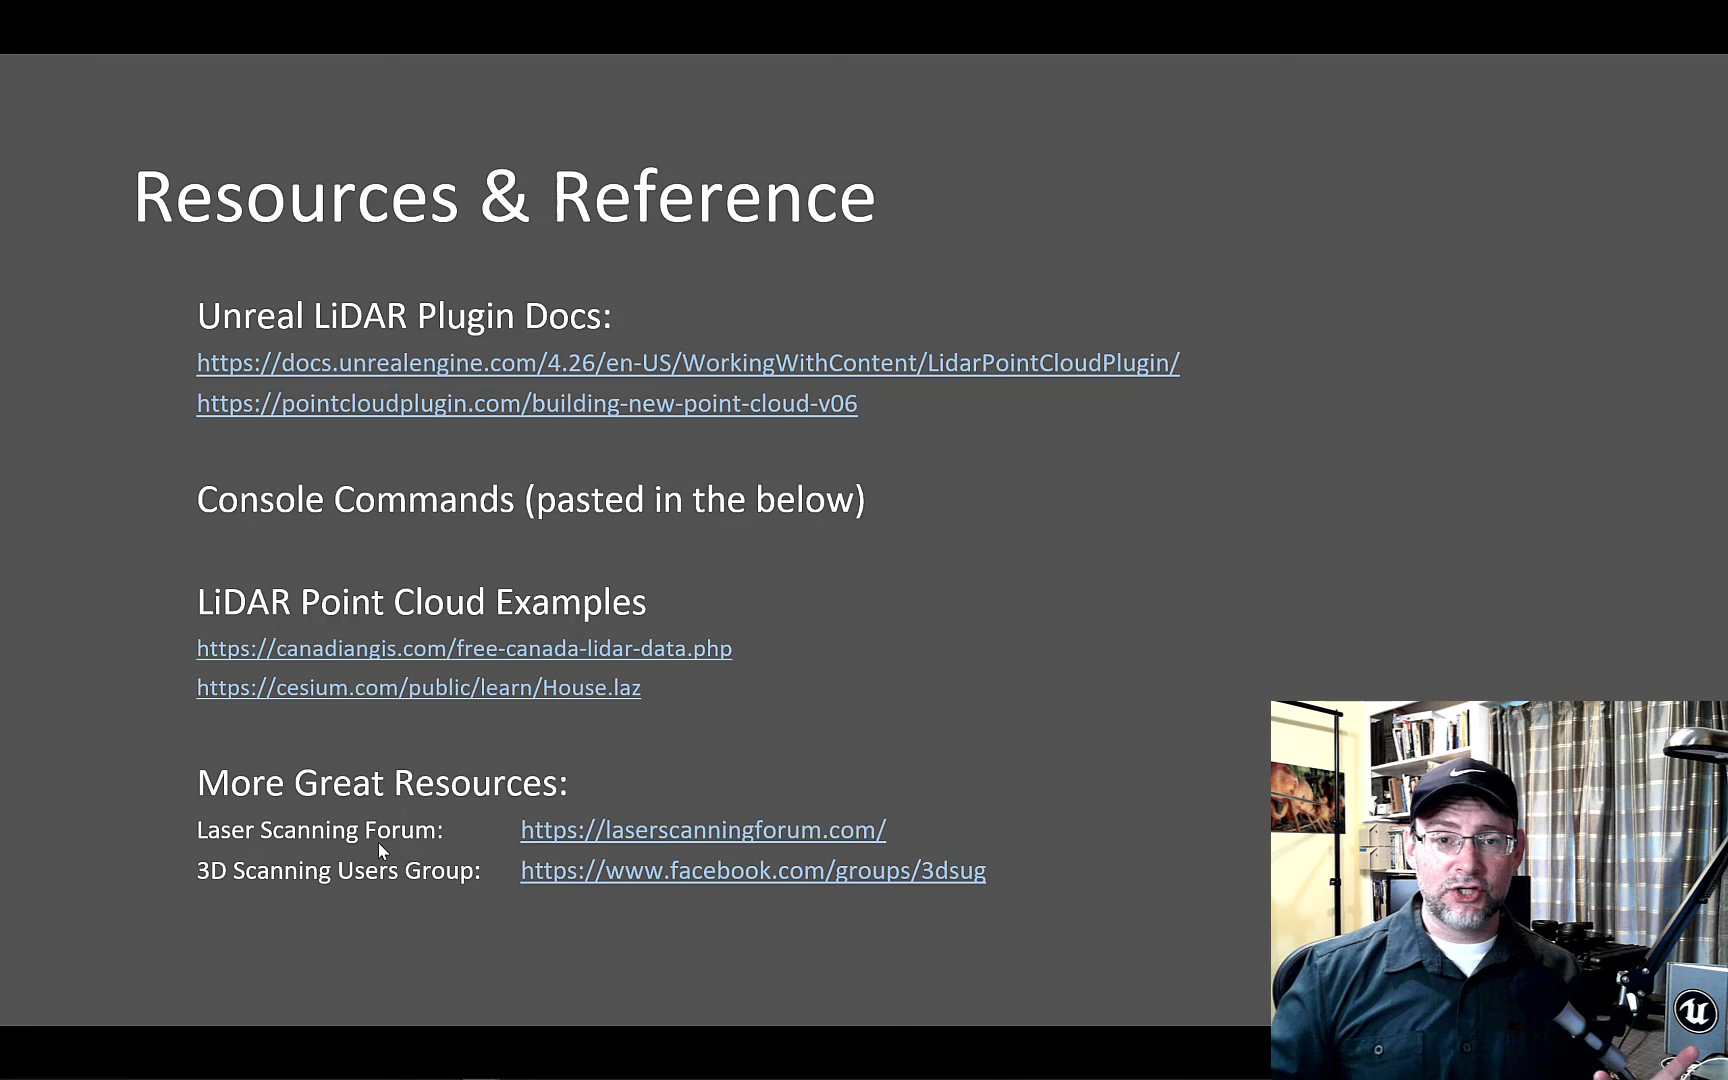 Resources & Reference
Unreal LiDAR Plugin Docs:
https://docs.unrealengine.com/4.26/en-US/WorkingWithContent/LidarPointCloudPlugin/
https://pointcloudplugin.com/building-new-point-cloud-v06
Console Commands (pasted in the below)
LiDAR Point Cloud Examples
https://canadiangis.com/free-canada-lidar-data.php
https://cesium.com/public/learn/House.laz
More Great Resources:
Laser Scanning Forum: https://laserscanningforum.com/
3D Scanning Users Group: https://www.facebook.com/groups/3dsug